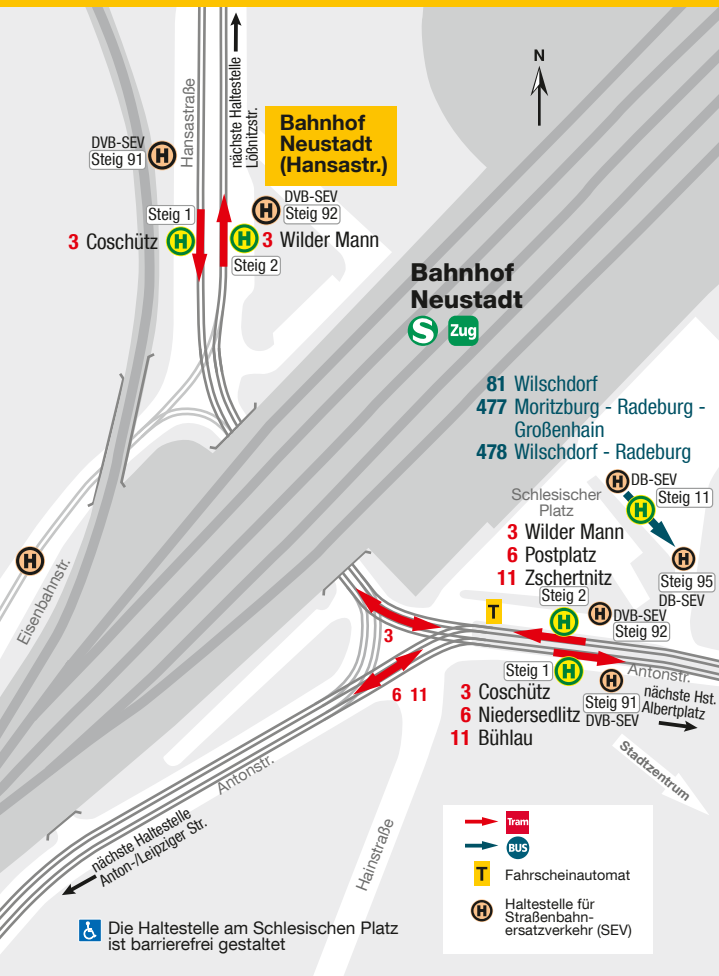 nächste Haltestelle
Lößnitzstr.
Hansastraße
N
Bahnhof
Neustadt
(Hansastr.)
DVB-SEV
Steig 91
H
DVB-SEV
H
Steig 92
Steig 1
3 Coschütz
H
H
3 Wilder Mann
Steig 2
Bahnhof
Neustadt
S
Zug
81 Wilschdorf
477 Moritzburg - Radeburg -
Großenhain
478 Wilschdorf - Radeburg
H
DB-SEV
Steig 11
H
Schlesischer
Platz
3 Wilder Mann
6 Postplatz
11 Zschertnitz
H
Steig 95
DB-SEV
H
Eisenbahnstr.
T
Steig 2
H
H
DVB-SEV
Steig 92
3
6 11
Steig 1
H
Antonstr.
H
Steig 91
DVB-SEV
nächste Hst.
Albertplatz
3 Coschütz
6 Niedersedlitz
11 Bühlau
Stadtzentrum
Antonstr.
Hainstraße
nächste Haltestelle
Anton-/Leipziger Str.
Tram
BUS
T Fahrscheinautomat
H Haltestelle für
Straßenbahn-
ersatzverkehr (SEV)
Die Haltestelle am Schlesischen Platz
ist barrierefrei gestaltet